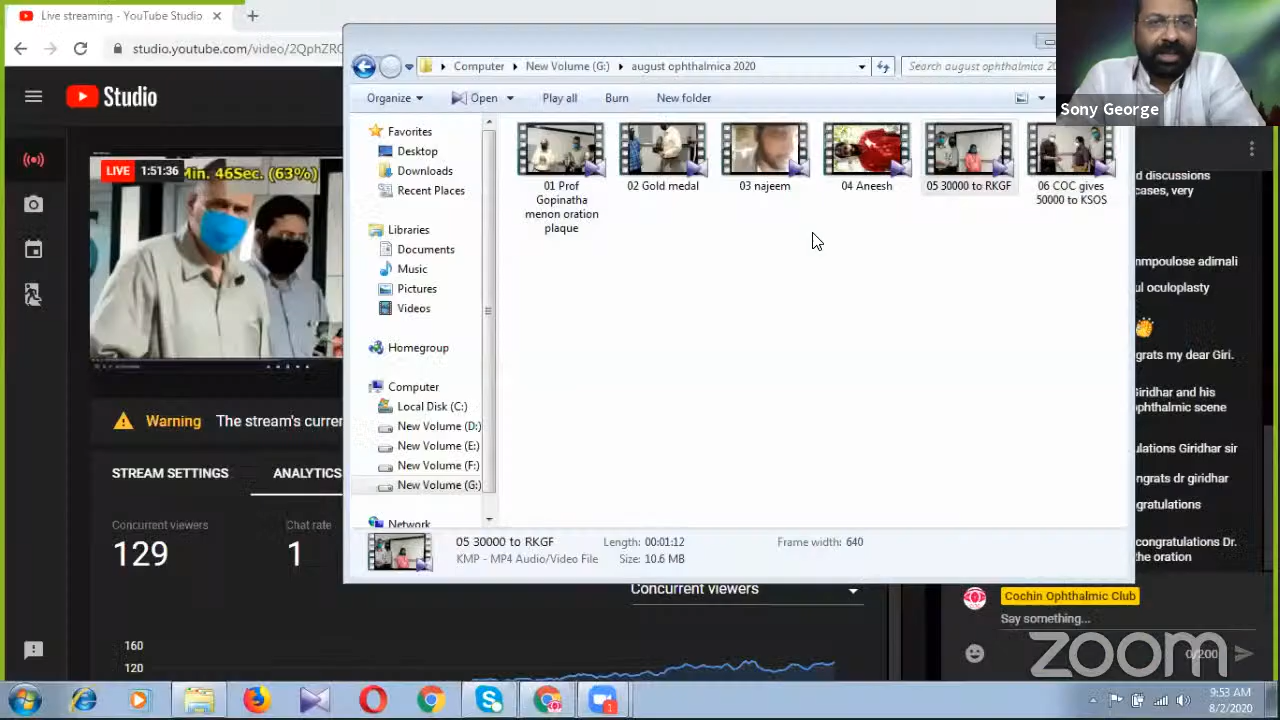 Live streaming - YouTube Studio
studio.youtube.com/video/2QphZRC
Studio
LIVE 1:51:36
Min. 46Sec. (63%)
Warning The stream's curre
STREAM SETTINGS ANALYTICS
Concurrent viewers Chat rate
129 1
160
120
Computer New Volume (G:) august ophthalmica 2020
Search august ophthalmica 20
Organize Open Play all Burn New folder
Favorites
Desktop
Downloads
Recent Places
Libraries
Documents
Music
Pictures
Videos
Homegroup
Computer
Local Disk (C:)
New Volume (D:)
New Volume (E:)
New Volume (F:)
New Volume (G:)
Network
01 Prof
Gopinatha
menon oration
plaque
02 Gold medal
03 najeem
04 Aneesh
05 30000 to RKGF
06 COC gives
50000 to KSOS
05 30000 to RKGF Length: 00:01:12 Frame width: 640
KMP - MP4 Audio/Video File Size: 10.6 MB
Concurrent viewers
Sony George
d discussions
cases, very
mmpoulose adimali
ul oculoplasty
grats my dear Giri.
Giridhar and his
ophthalmic scene
ulations Giridhar sir
ngrats dr giridhar
gratulations
congratulations Dr.
the oration
Cochin Ophthalmic Club
Say something...
0/200
zoom
9:53 AM
8/2/2020